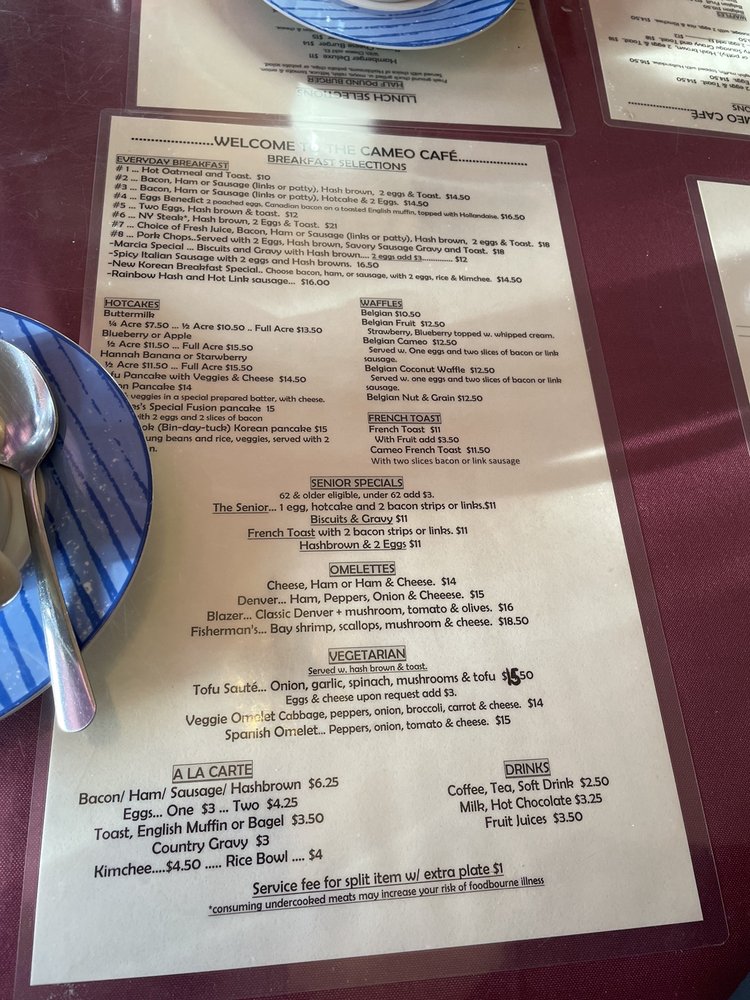 LUNCH SELECTIONS
HALF POUND BURGER
Hamburger Deluxe $11
Cheese Burger $14
..................WELCOME TO THE CAMEO CAFÉ..................
BREAKFAST SELECTIONS
EVERYDAY BREAKFAST
# 1 ... Hot Oatmeal and Toast. $10
#2 ... Bacon, Ham or Sausage (links or patty), Hash brown, 2 eggs & Toast. $14.50
#3 ... Bacon, Ham or Sausage (links or patty), Hotcake & 2 Eggs. $14.50
#4 ... Eggs Benedict 2 poached eggs, Canadian bacon on a toasted English muffin, topped with Hollandaise. $16.50
#5 ... Two Eggs, Hash brown & toast. $12
#6 ... NY Steak*, Hash brown, 2 Eggs & Toast. $21
#7 ... Choice of Fresh Juice, Bacon, Ham or Sausage (links or patty), Hash brown, 2 eggs & Toast. $18
#8 ... Pork Chops..Served with 2 Eggs, Hash brown, Savory Sausage Gravy and Toast. $18
-Marcia Special ... Biscuits and Gravy with Hash brown.... 2 eggs add $3............... $12
-Spicy Italian Sausage with 2 eggs and Hash browns. 16.50
-New Korean Breakfast Special.. Choose bacon, ham, or sausage, with 2 eggs, rice & Kimchee. $14.50
-Rainbow Hash and Hot Link sausage... $16.00
HOTCAKES
Buttermilk
¼ Acre $7.50 ... ½ Acre $10.50 .. Full Acre $13.50
Blueberry or Apple
½ Acre $11.50 ... Full Acre $15.50
Hannah Banana or Starwberry
½ Acre $11.50 ... Full Acre $15.50
Pancake with Veggies & Cheese $14.50
Pancake $14
veggies in a special prepared batter, with cheese.
Special Fusion pancake 15
with 2 eggs and 2 slices of bacon
(Bin-day-tuck) Korean pancake $15
beans and rice, veggies, served with 2
WAFFLES
Belgian $10.50
Belgian Fruit $12.50
Strawberry, Blueberry topped w. whipped cream.
Belgian Cameo $12.50
Served w. One eggs and two slices of bacon or link
sausage.
Belgian Coconut Waffle $12.50
Served w. one eggs and two slices of bacon or link
sausage.
Belgian Nut & Grain $12.50
FRENCH TOAST
French Toast $11
With Fruit add $3.50
Cameo French Toast $11.50
With two slices bacon or link sausage
SENIOR SPECIALS
62 & older eligible, under 62 add $3.
The Senior... 1 egg, hotcake and 2 bacon strips or links.$11
Biscuits & Gravy $11
French Toast with 2 bacon strips or links. $11
Hashbrown & 2 Eggs $11
OMELETTES
Cheese, Ham or Ham & Cheese. $14
Denver... Ham, Peppers, Onion & Cheeese. $15
Blazer... Classic Denver + mushroom, tomato & olives. $16
Fisherman's... Bay shrimp, scallops, mushroom & cheese. $18.50
VEGETARIAN
Served w. hash brown & toast.
Tofu Sauté... Onion, garlic, spinach, mushrooms & tofu $15.50
Eggs & cheese upon request add $3.
Veggie Omelet Cabbage, peppers, onion, broccoli, carrot & cheese. $14
Spanish Omelet... Peppers, onion, tomato & cheese. $15
A LA CARTE
Bacon/ Ham/ Sausage/ Hashbrown $6.25
Eggs... One $3 ... Two $4.25
Toast, English Muffin or Bagel $3.50
Country Gravy $3
Kimchee....$4.50 ..... Rice Bowl .... $4
DRINKS
Coffee, Tea, Soft Drink $2.50
Milk, Hot Chocolate $3.25
Fruit Juices $3.50
Service fee for split item w/ extra plate $1
*consuming undercooked meats may increase your risk of foodbourne illness